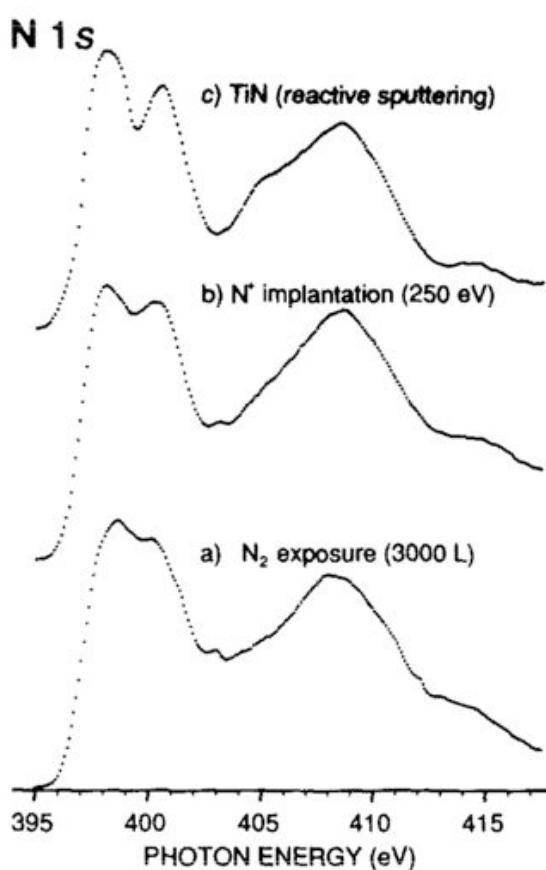 N 1s
c) TiN (reactive sputtering)
b) N⁺ implantation (250 eV)
a) N₂ exposure (3000 L)
395 400 405 410 415
PHOTON ENERGY (eV)